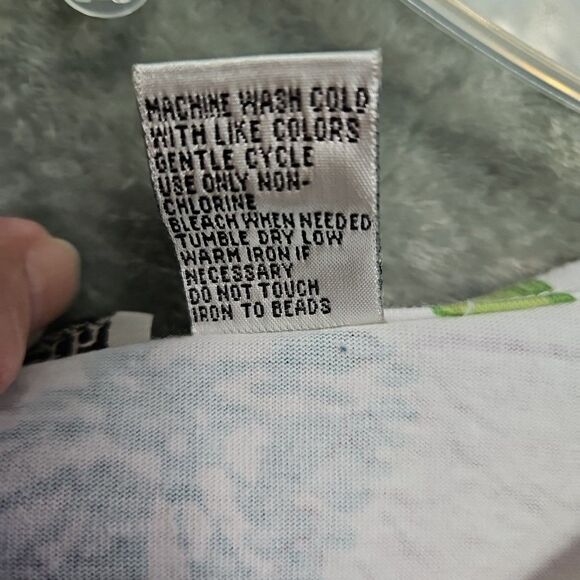 MACHINE WASH COLD
WITH LIKE COLORS
GENTLE CYCLE
USE ONLY NON-
CHLORINE
BLEACH WHEN NEEDED
TUMBLE DRY LOW
WARM IRON IF
NECESSARY
DO NOT TOUCH
IRON TO BEADS